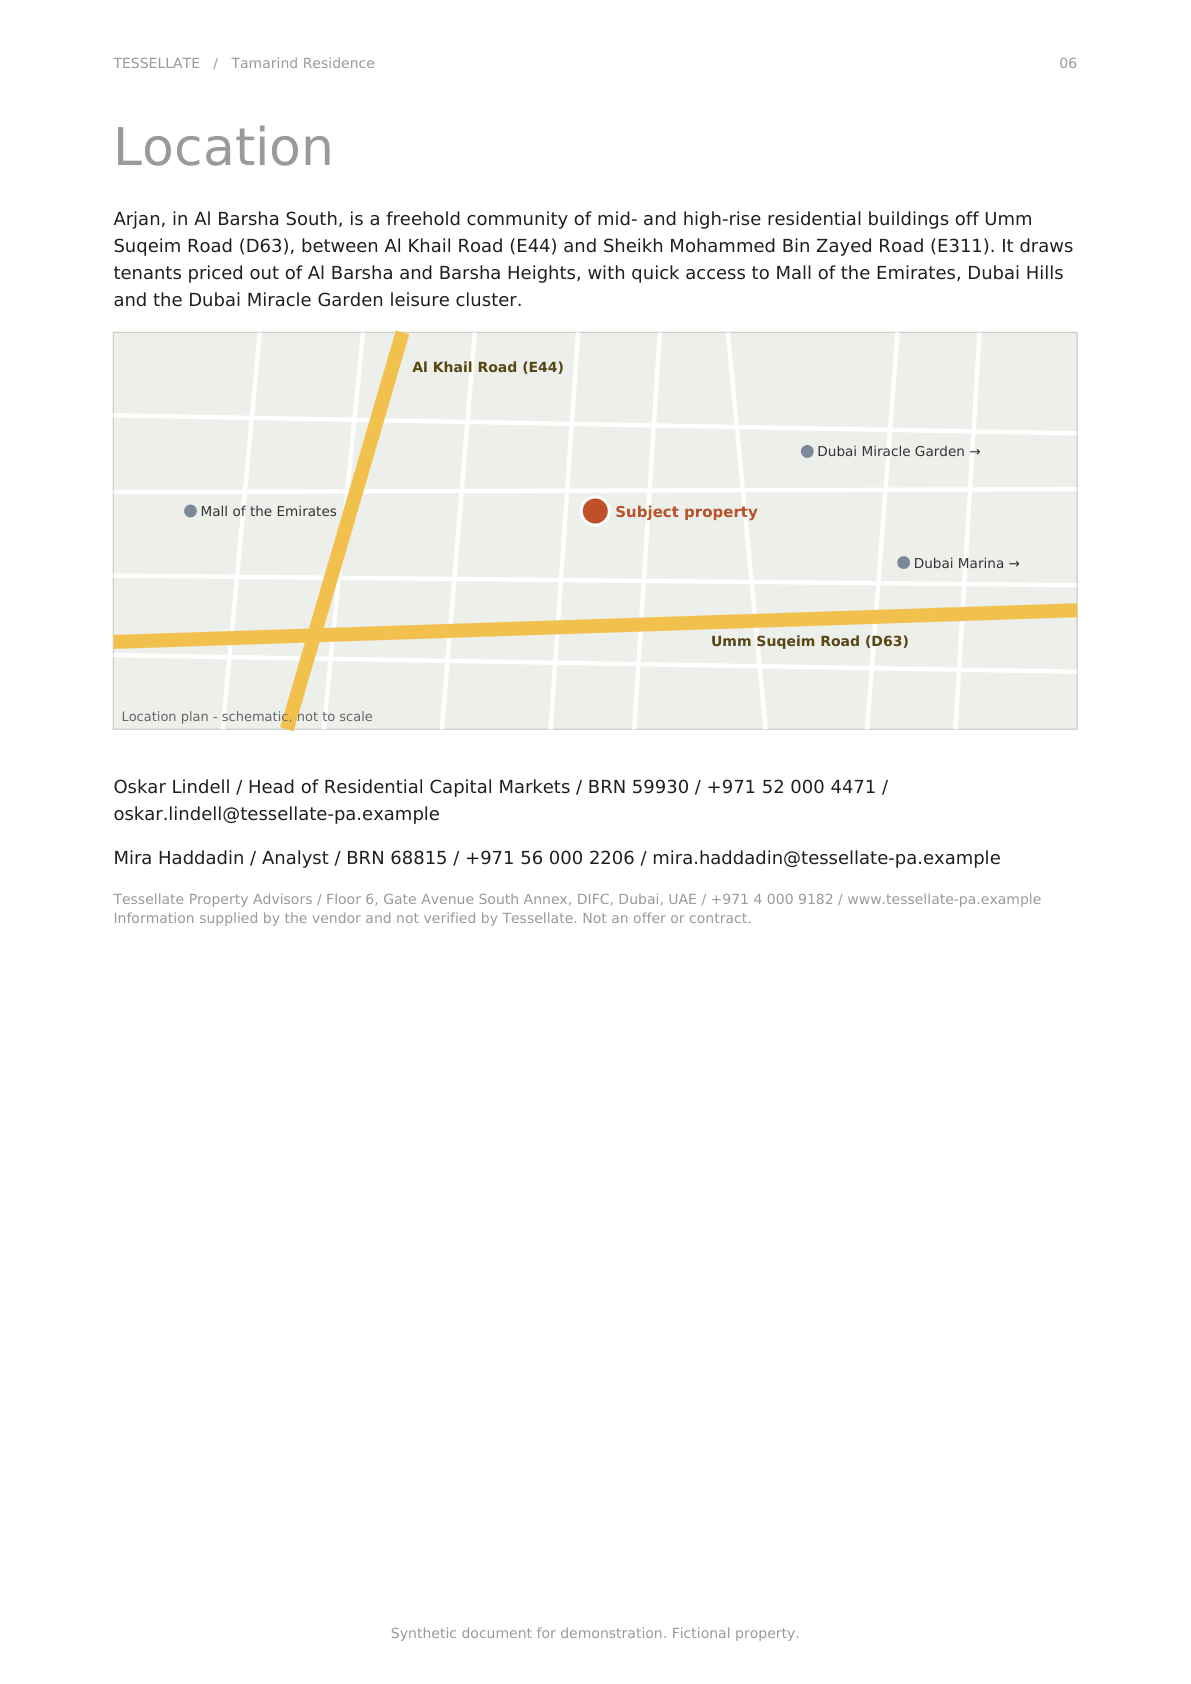 TESSELLATE / Tamarind Residence 06
Location
Arjan, in Al Barsha South, is a freehold community of mid- and high-rise residential buildings off Umm
Suqeim Road (D63), between Al Khail Road (E44) and Sheikh Mohammed Bin Zayed Road (E311). It draws
tenants priced out of Al Barsha and Barsha Heights, with quick access to Mall of the Emirates, Dubai Hills
and the Dubai Miracle Garden leisure cluster.
Al Khail Road (E44)
Dubai Miracle Garden →
Mall of the Emirates
Subject property
Dubai Marina →
Umm Suqeim Road (D63)
Location plan - schematic, not to scale
Oskar Lindell / Head of Residential Capital Markets / BRN 59930 / +971 52 000 4471 /
oskar.lindell@tessellate-pa.example
Mira Haddadin / Analyst / BRN 68815 / +971 56 000 2206 / mira.haddadin@tessellate-pa.example
Tessellate Property Advisors / Floor 6, Gate Avenue South Annex, DIFC, Dubai, UAE / +971 4 000 9182 / www.tessellate-pa.example
Information supplied by the vendor and not verified by Tessellate. Not an offer or contract.
Synthetic document for demonstration. Fictional property.